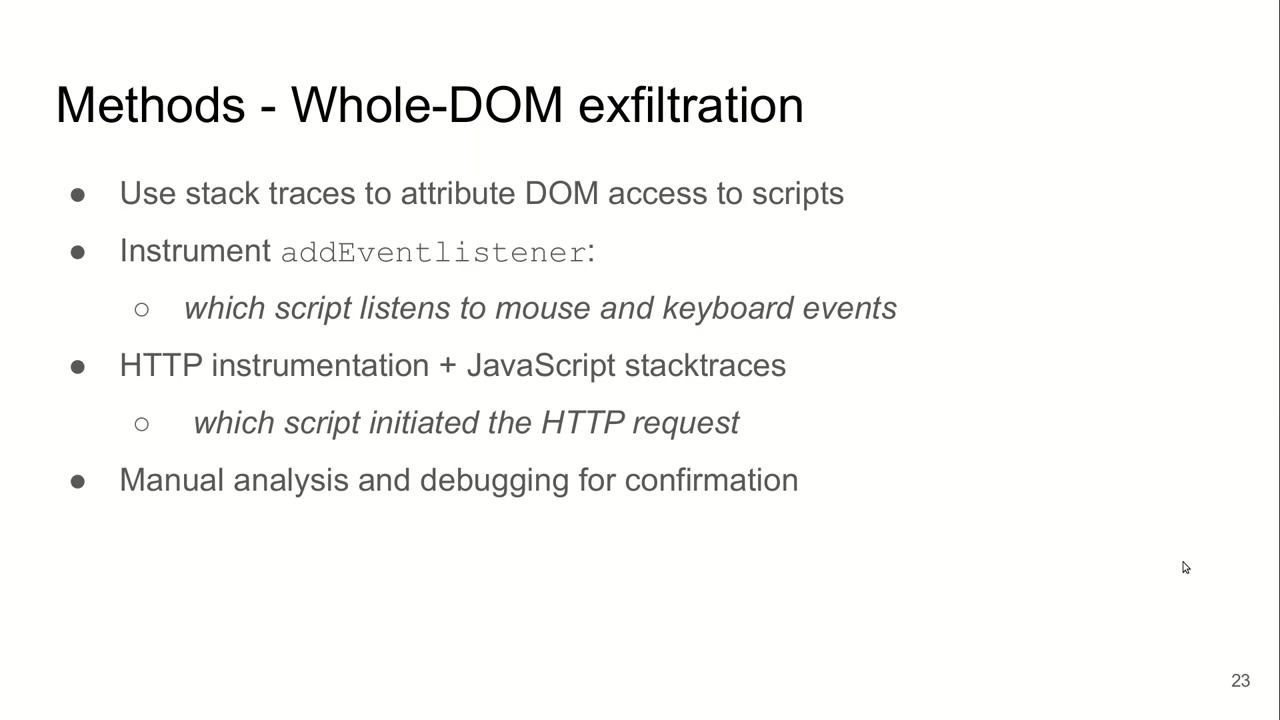 Methods - Whole-DOM exfiltration
● Use stack traces to attribute DOM access to scripts
● Instrument addEventlistener:
○ which script listens to mouse and keyboard events
● HTTP instrumentation + JavaScript stacktraces
○ which script initiated the HTTP request
● Manual analysis and debugging for confirmation
23